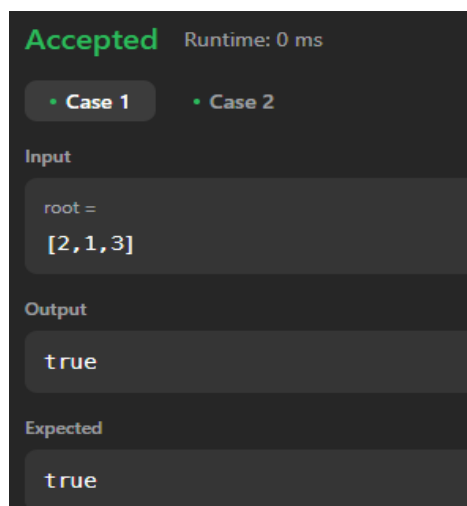 Accepted Runtime: 0 ms
• Case 1 • Case 2
Input
root =
[2,1,3]
Output
true
Expected
true